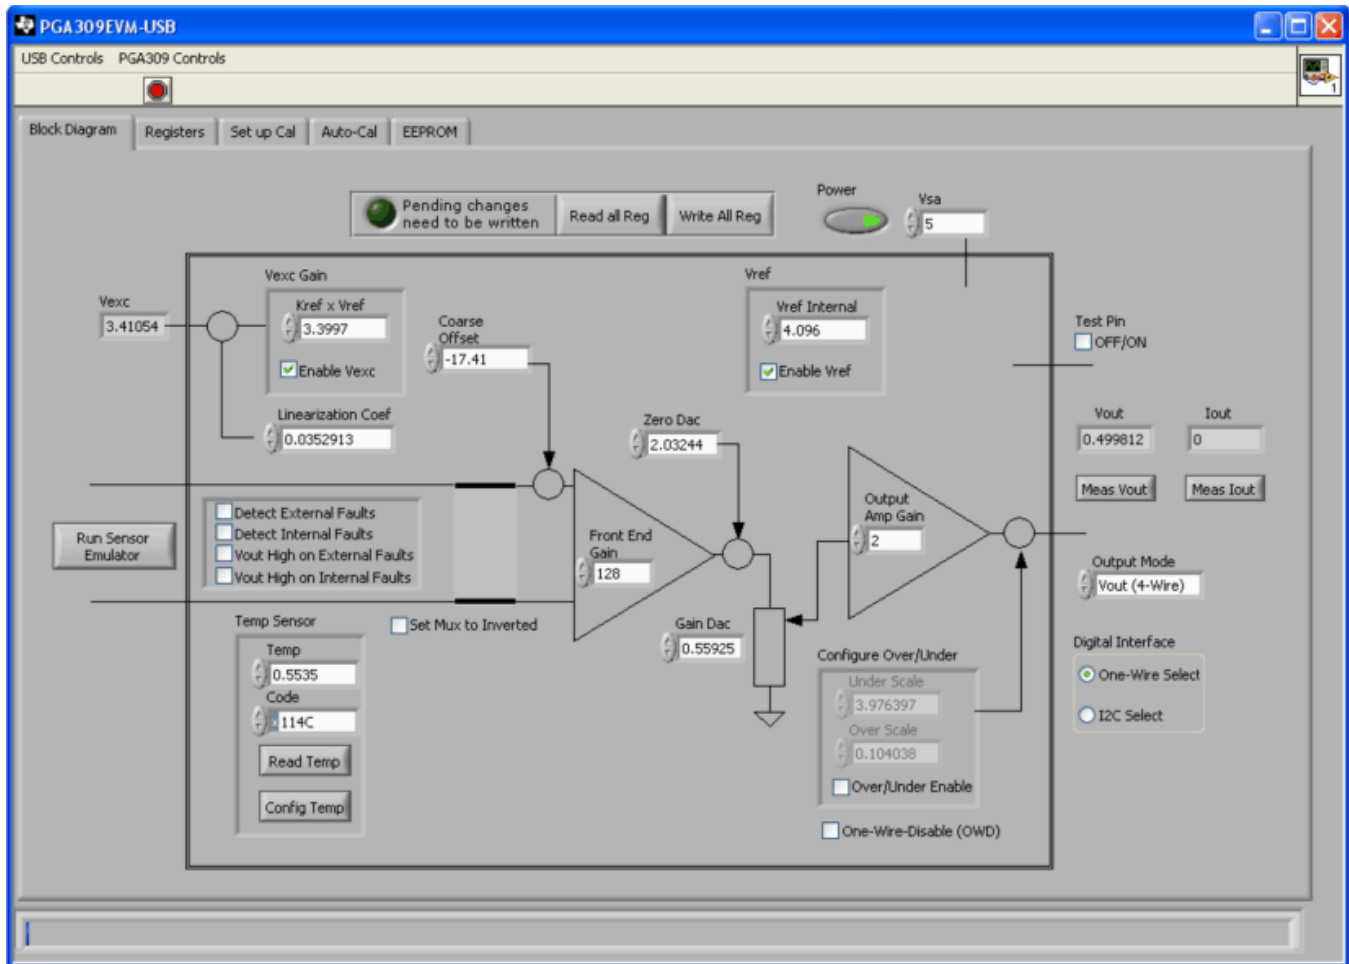 PGA309EVM-USB
USB Controls PGA309 Controls
1
Block Diagram Registers Set up Cal Auto-Cal EEPROM
Pending changes
need to be written
Read all Reg
Write All Reg
Power
Vsa
5
Vexc
3.41054
Vexc Gain
Kref x Vref
3.3997
Enable Vexc
Coarse
Offset
-17.41
Vref
Vref Internal
4.096
Enable Vref
Test Pin
OFF/ON
Linearization Coef
0.0352913
Zero Dac
2.03244
Vout
0.499812
Iout
0
Meas Vout
Meas Iout
Run Sensor
Emulator
Detect External Faults
Detect Internal Faults
Vout High on External Faults
Vout High on Internal Faults
Front End
Gain
128
Output
Amp Gain
2
Output Mode
Vout (4-Wire)
Temp Sensor
Temp
0.5535
Code
x 114C
Read Temp
Config Temp
Set Mux to Inverted
Gain Dac
0.55925
Configure Over/Under
Under Scale
3.976397
Over Scale
0.104038
Over/Under Enable
One-Wire-Disable (OWD)
Digital Interface
One-Wire Select
I2C Select